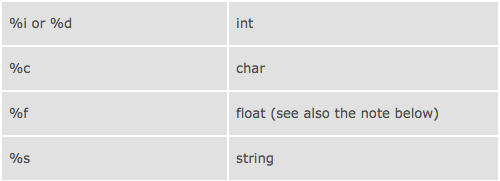 %i or %d int
%c char
%f float (see also the note below)
%s string